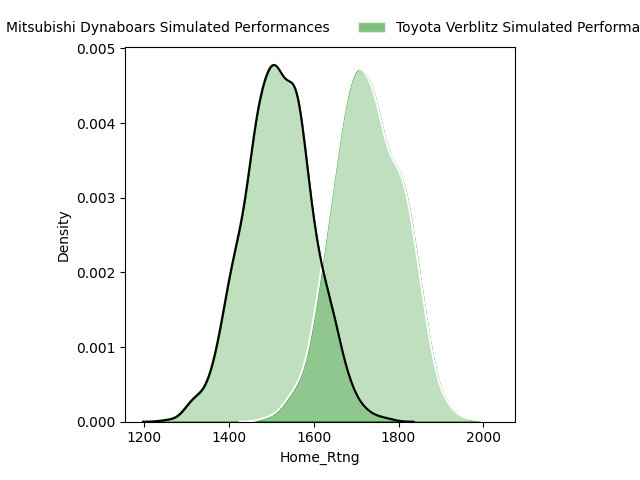 Mitsubishi Dynaboars Simulated Performances Toyota Verblitz Simulated Performa
0.005
0.004
0.003
0.002
0.001
0.000
Density
1200 1400 1600 1800 2000
Home_Rtng